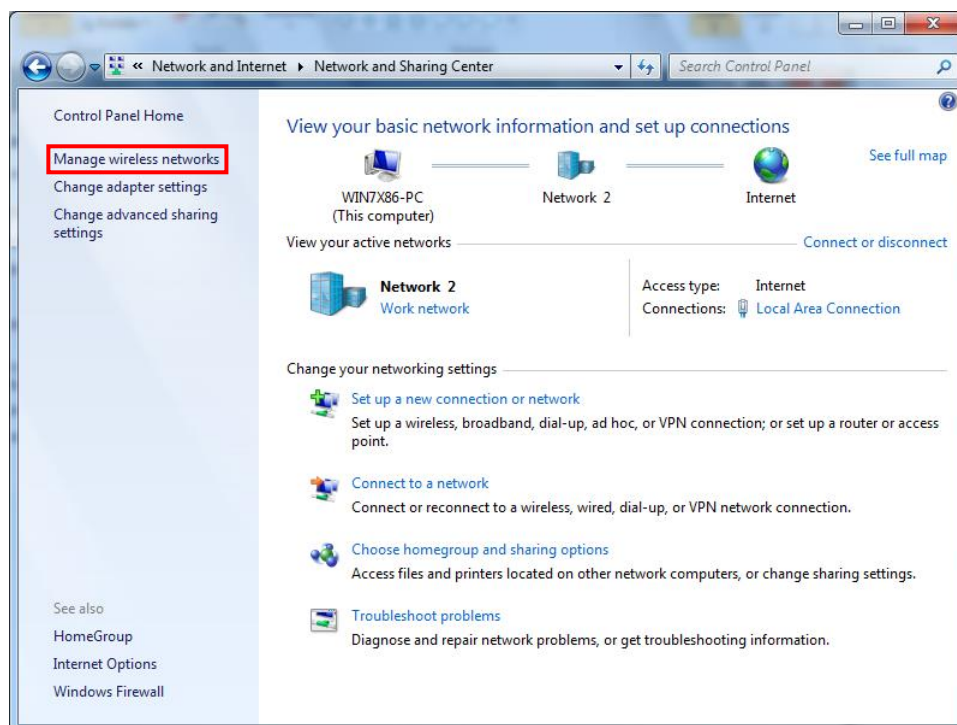 « Network and Internet ▸ Network and Sharing Center
Search Control Panel
Control Panel Home
Manage wireless networks
Change adapter settings
Change advanced sharing
settings
View your basic network information and set up connections
See full map
WIN7X86-PC
(This computer)
Network 2
Internet
View your active networks
Connect or disconnect
Network 2
Work network
Access type: Internet
Connections: Local Area Connection
Change your networking settings
Set up a new connection or network
Set up a wireless, broadband, dial-up, ad hoc, or VPN connection; or set up a router or access
point.
Connect to a network
Connect or reconnect to a wireless, wired, dial-up, or VPN network connection.
Choose homegroup and sharing options
Access files and printers located on other network computers, or change sharing settings.
Troubleshoot problems
Diagnose and repair network problems, or get troubleshooting information.
See also
HomeGroup
Internet Options
Windows Firewall